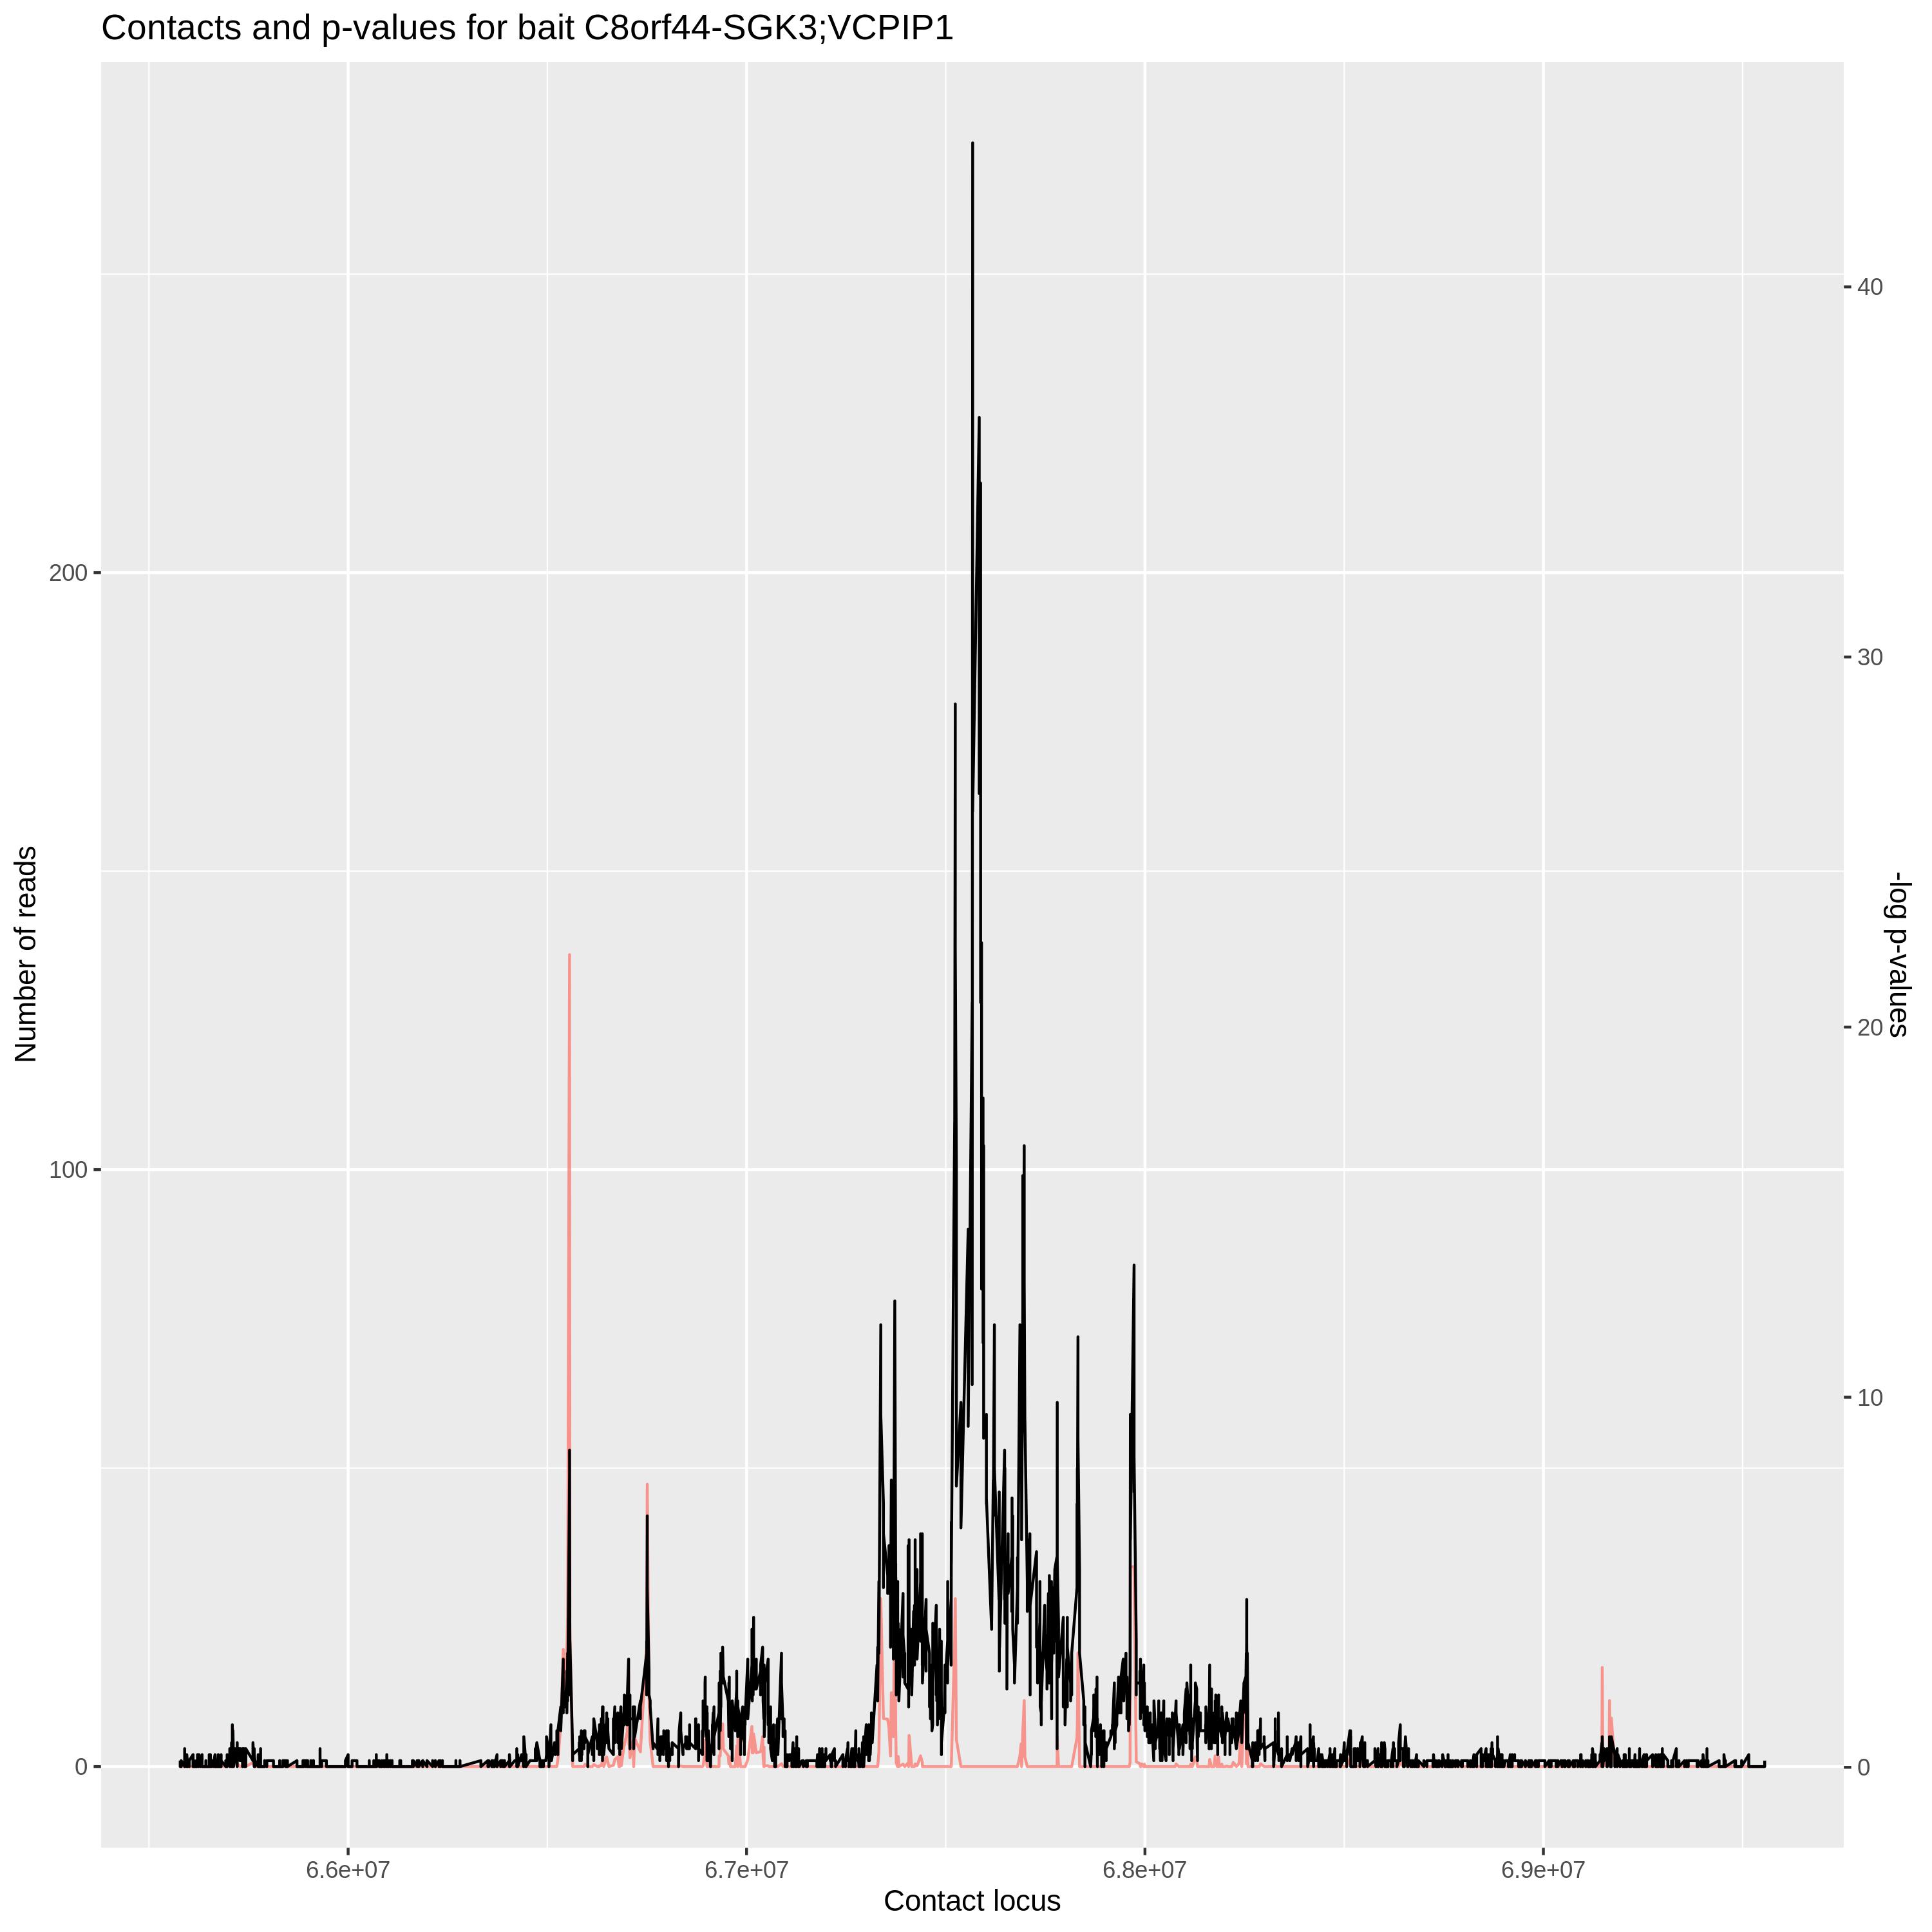 Contacts and p-values for bait C8orf44-SGK3;VCPIP1
Number of reads
200
100
0
40
30
20
10
0
-log p-values
6.6e+07
6.7e+07
6.8e+07
6.9e+07
Contact locus